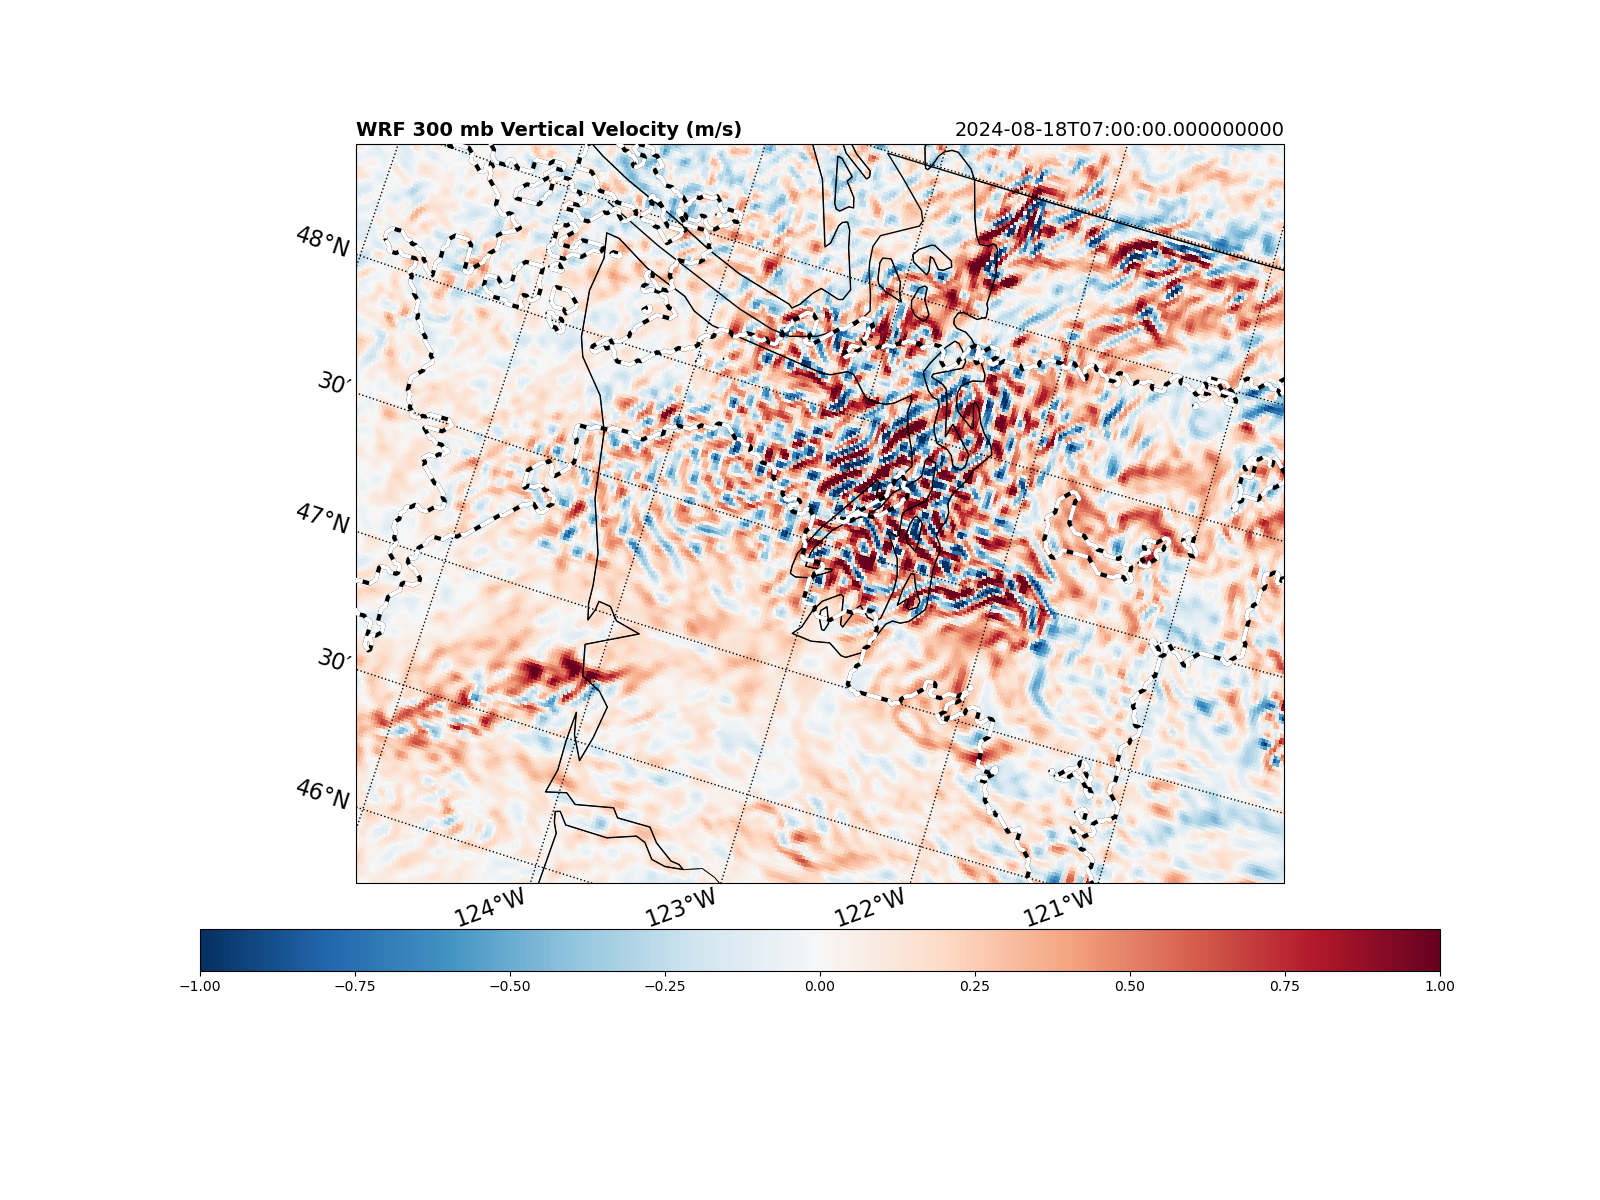 WRF 300 mb Vertical Velocity (m/s)
2024-08-18T07:00:00.000000000
48°N
30′
47°N
30′
46°N
124°W
123°W
122°W
121°W
−1.00
−0.75
−0.50
−0.25
0.00
0.25
0.50
0.75
1.00